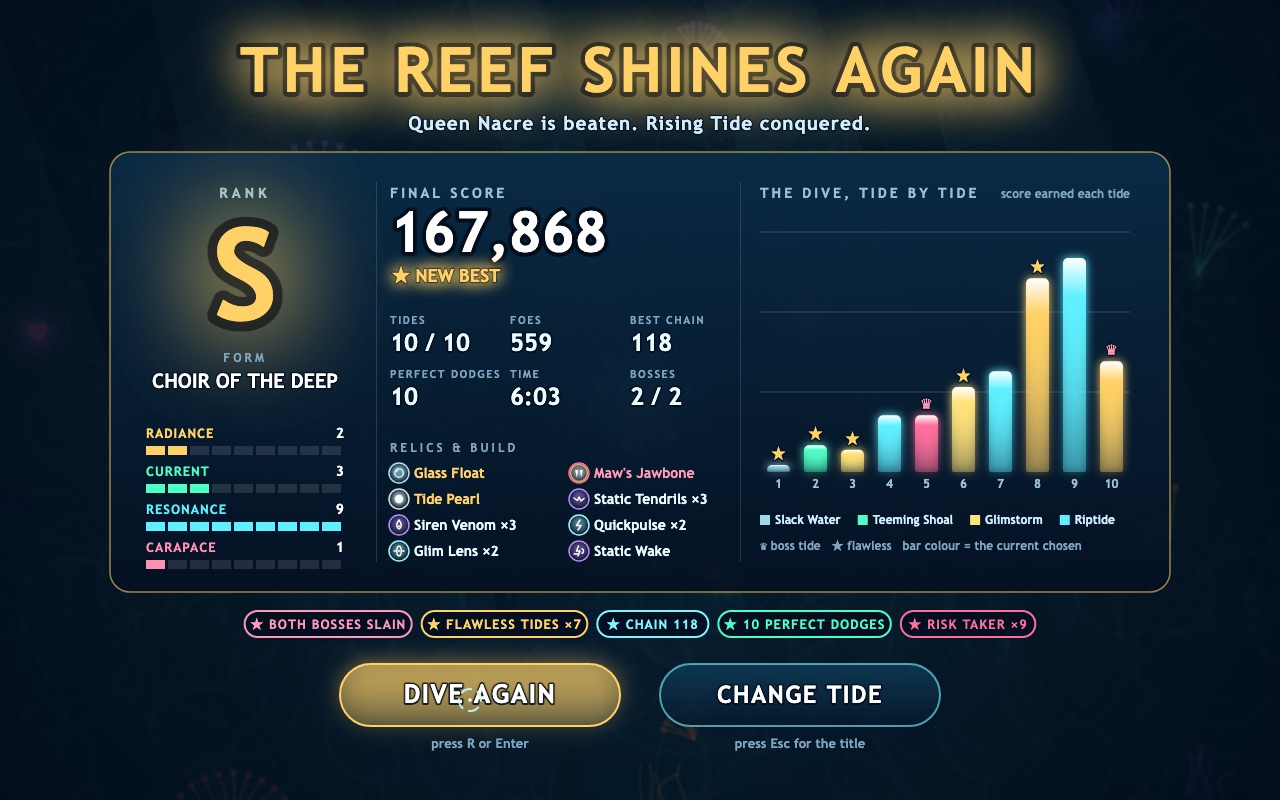 THE REEF SHINES AGAIN
Queen Nacre is beaten. Rising Tide conquered.
RANK
S
FORM
CHOIR OF THE DEEP
RADIANCE 2
CURRENT 3
RESONANCE 9
CARAPACE 1
FINAL SCORE
167,868
★ NEW BEST
TIDES FOES BEST CHAIN
10 / 10 559 118
PERFECT DODGES TIME BOSSES
10 6:03 2 / 2
RELICS & BUILD
Glass Float Maw's Jawbone
Tide Pearl Static Tendrils ×3
Siren Venom ×3 Quickpulse ×2
Glim Lens ×2 Static Wake
THE DIVE, TIDE BY TIDE score earned each tide
1 2 3 4 5 6 7 8 9 10
Slack Water Teeming Shoal Glimstorm Riptide
♛ boss tide ★ flawless bar colour = the current chosen
★ BOTH BOSSES SLAIN ★ FLAWLESS TIDES ×7 ★ CHAIN 118 ★ 10 PERFECT DODGES ★ RISK TAKER ×9
DIVE AGAIN CHANGE TIDE
press R or Enter press Esc for the title